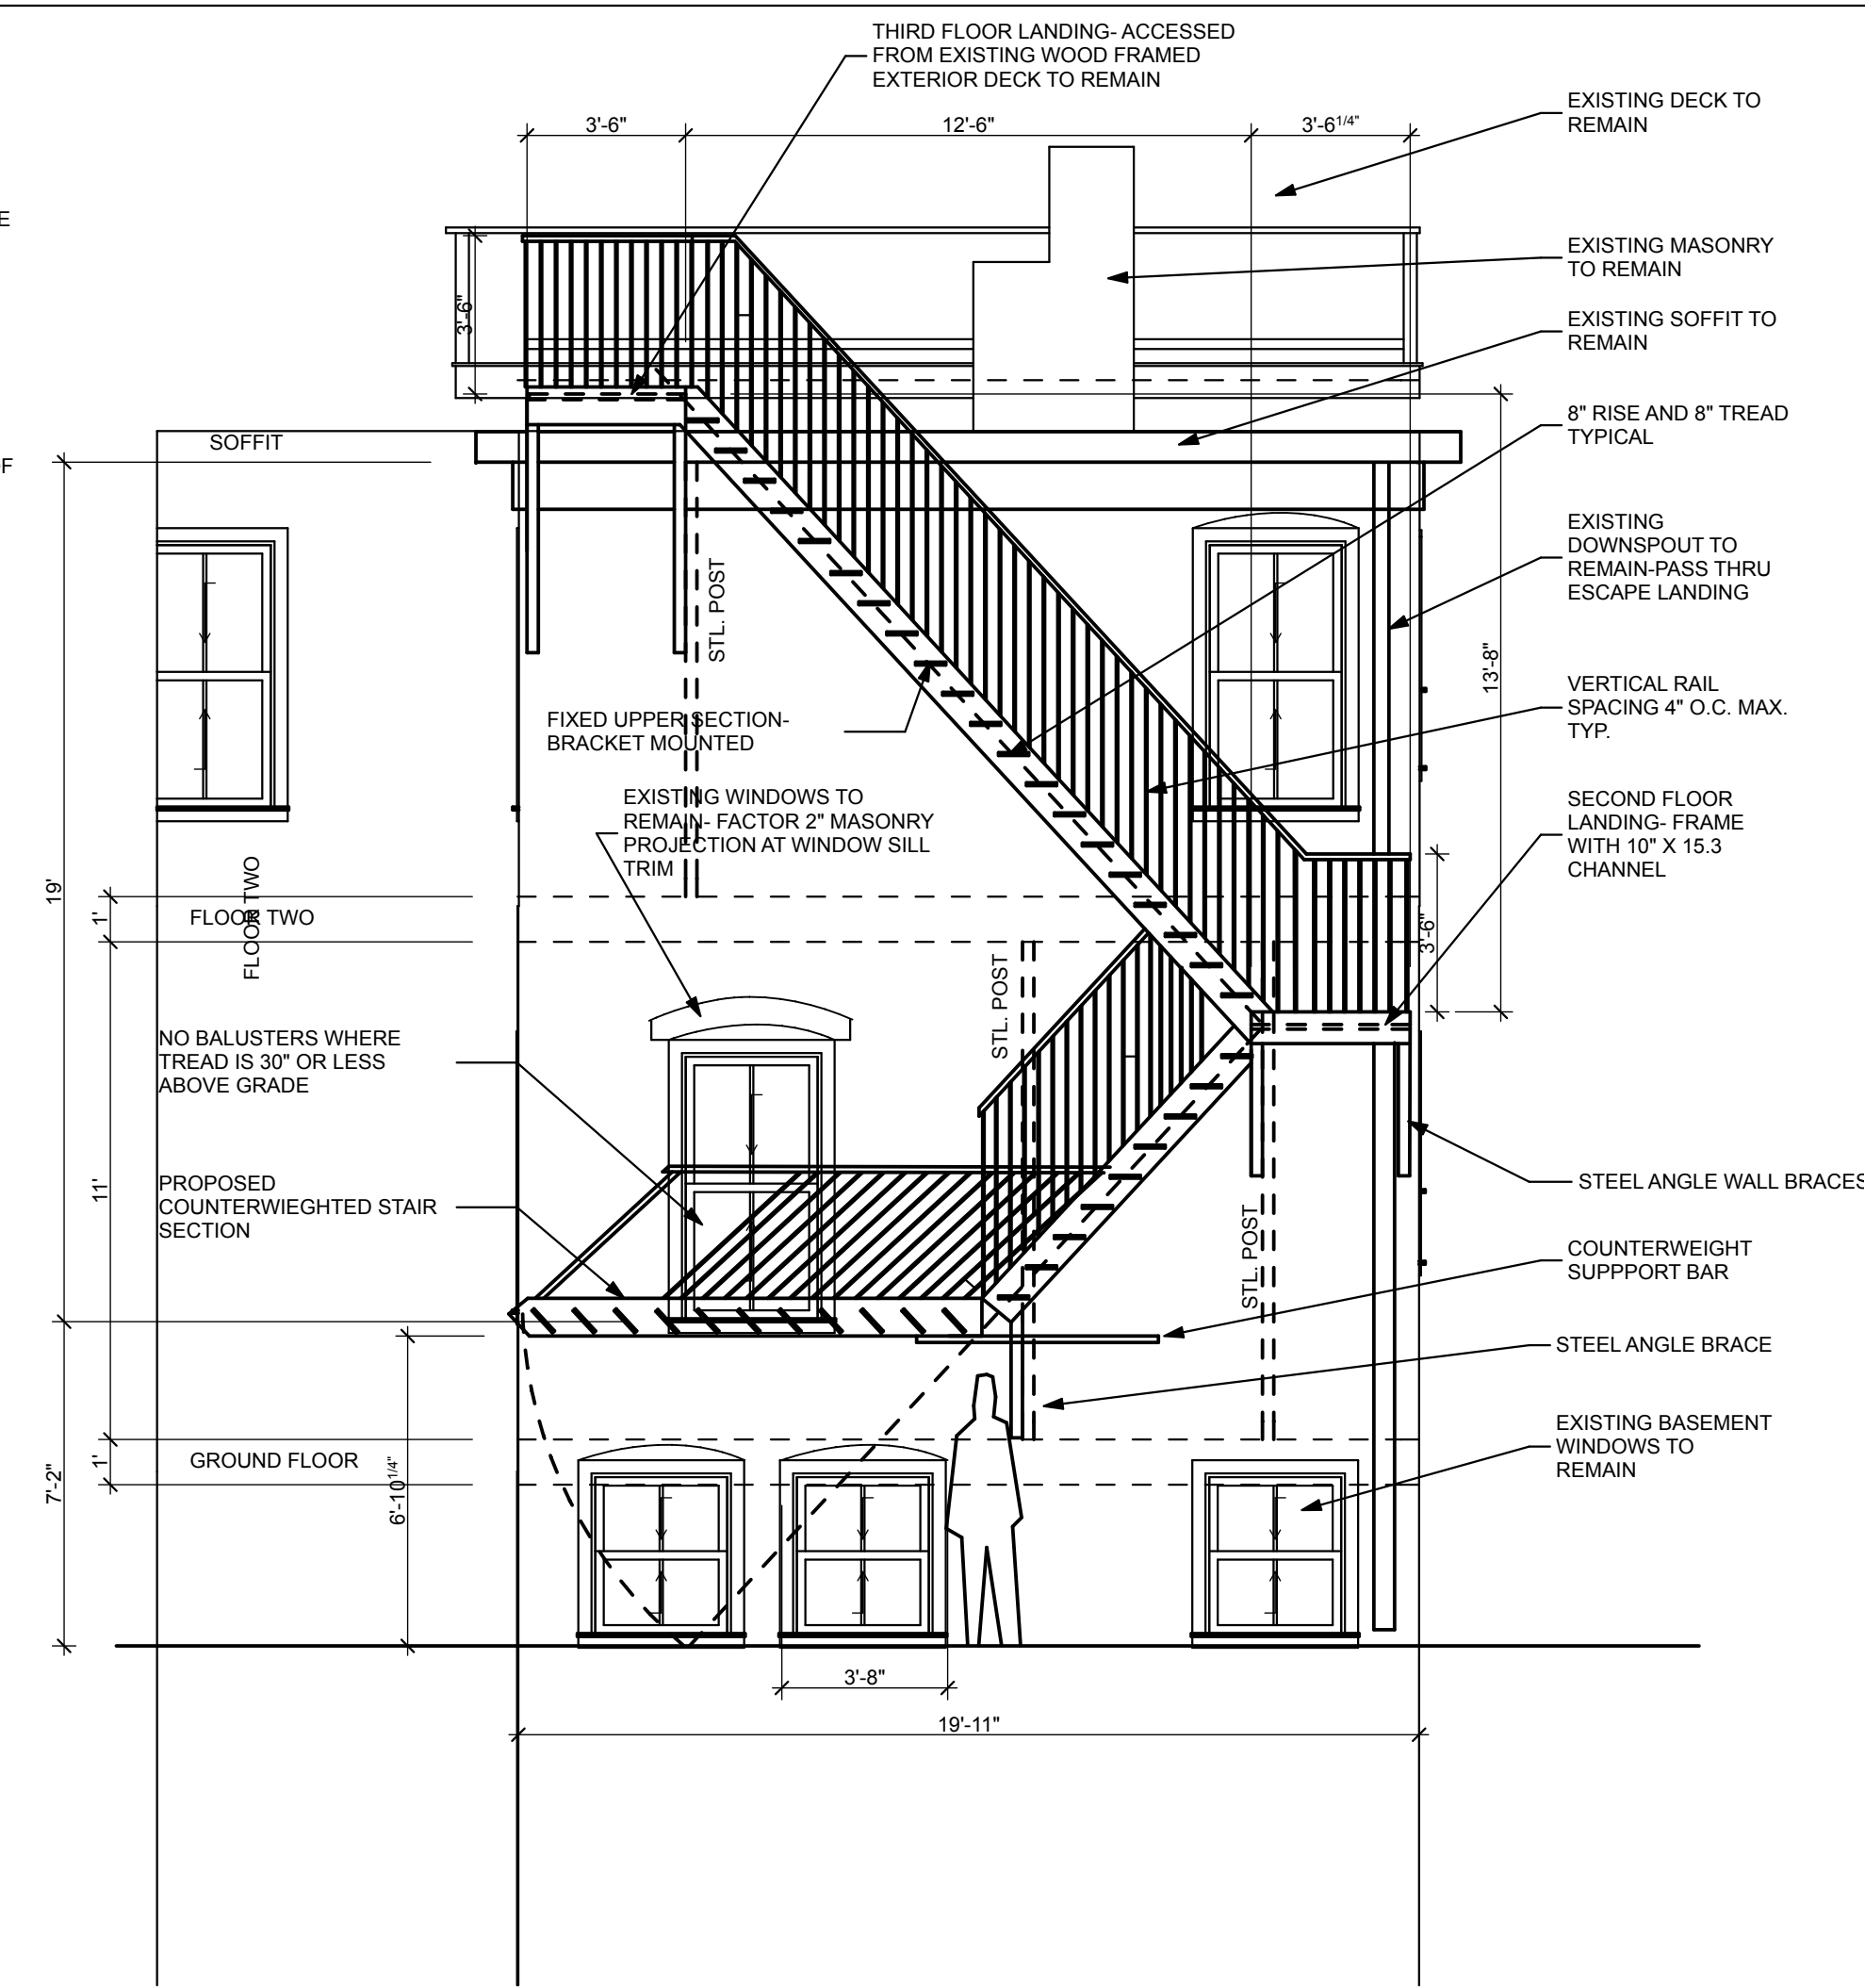 THIRD FLOOR LANDING- ACCESSED
FROM EXISTING WOOD FRAMED
EXTERIOR DECK TO REMAIN
EXISTING DECK TO
REMAIN
3'-6"
12'-6"
3'-6 1/4"
E
EXISTING MASONRY
TO REMAIN
3'-6"
EXISTING SOFFIT TO
REMAIN
8" RISE AND 8" TREAD
TYPICAL
SOFFIT
OF
EXISTING
DOWNSPOUT TO
REMAIN-PASS THRU
ESCAPE LANDING
STL. POST
13'-8"
FIXED UPPER SECTION-
BRACKET MOUNTED
VERTICAL RAIL
SPACING 4" O.C. MAX.
TYP.
EXISTING WINDOWS TO
REMAIN- FACTOR 2" MASONRY
PROJECTION AT WINDOW SILL
TRIM
SECOND FLOOR
LANDING- FRAME
WITH 10" X 15.3
CHANNEL
19'
1'
FLOOR TWO
FLOOR TWO
3'-6"
STL. POST
NO BALUSTERS WHERE
TREAD IS 30" OR LESS
ABOVE GRADE
11'
PROPOSED
COUNTERWIEGHTED STAIR
SECTION
STEEL ANGLE WALL BRACES
STL. POST
COUNTERWEIGHT
SUPPPORT BAR
STEEL ANGLE BRACE
EXISTING BASEMENT
WINDOWS TO
REMAIN
1'
GROUND FLOOR
7'-2"
6'-10 1/4"
3'-8"
19'-11"